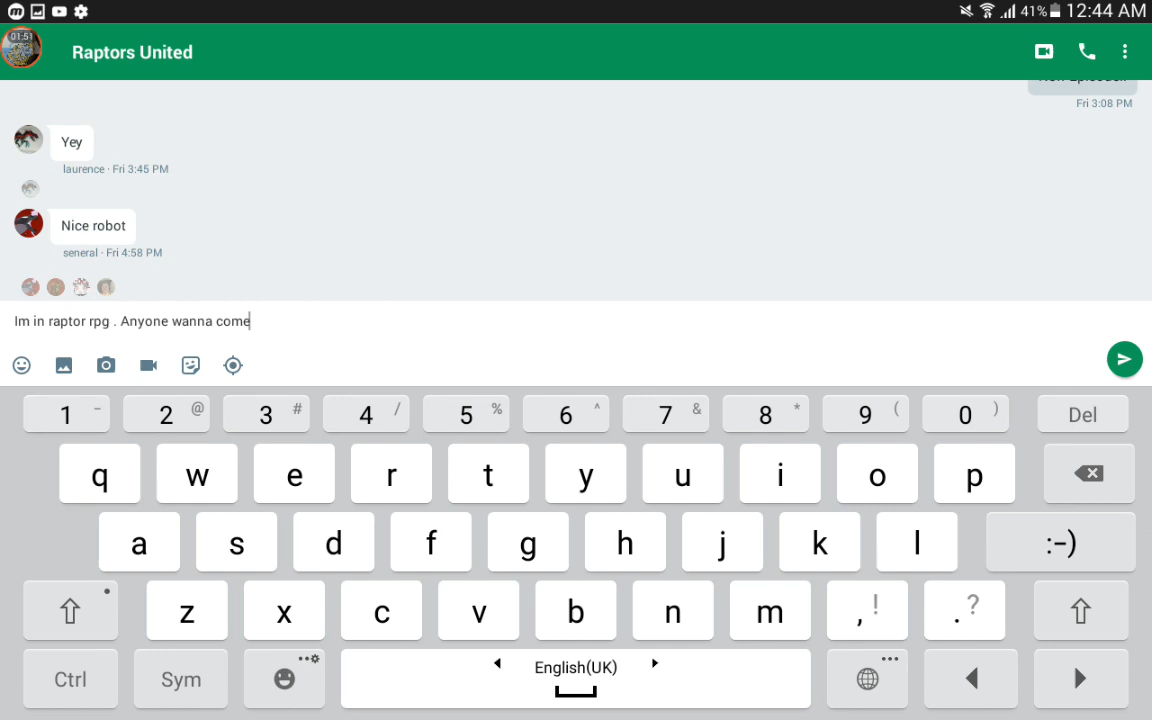 41% 12:44 AM
01:51
Raptors United
Fri 3:08 PM
Yey
laurence · Fri 3:45 PM
Nice robot
seneral · Fri 4:58 PM
Im in raptor rpg . Anyone wanna come
1 - 2 @ 3 # 4 / 5 % 6 ^ 7 & 8 * 9 ( 0 ) Del
q w e r t y u i o p
a s d f g h j k l :-)
z x c v b n m , ! . ?
Ctrl Sym English(UK)